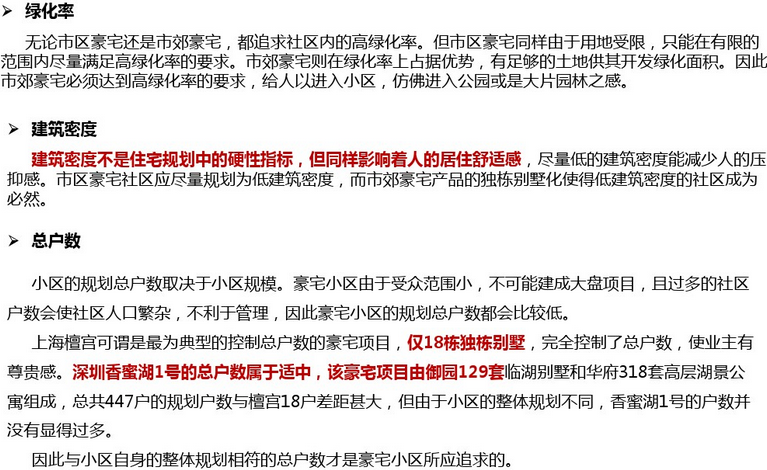 ➢ 绿化率
无论市区豪宅还是市郊豪宅，都追求社区内的高绿化率。但市区豪宅同样由于用地受限，只能在有限的
范围内尽量满足高绿化率的要求。市郊豪宅则在绿化率上占据优势，有足够的土地供其开发绿化面积。因此
市郊豪宅必须达到高绿化率的要求，给人以进入小区，仿佛进入公园或是大片园林之感。
➢ 建筑密度
建筑密度不是住宅规划中的硬性指标，但同样影响着人的居住舒适感，尽量低的建筑密度能减少人的压
抑感。市区豪宅社区应尽量规划为低建筑密度，而市郊豪宅产品的独栋别墅化使得低建筑密度的社区成为
必然。
➢ 总户数
小区的规划总户数取决于小区规模。豪宅小区由于受众范围小，不可能建成大盘项目，且过多的社区
户数会使社区人口繁杂，不利于管理，因此豪宅小区的规划总户数都会比较低。
上海檀宫可谓是最为典型的控制总户数的豪宅项目，仅18栋独栋别墅，完全控制了总户数，使业主有
尊贵感。深圳香蜜湖1号的总户数属于适中，该豪宅项目由御园129套临湖别墅和华府318套高层湖景公
寓组成，总共447户的规划户数与檀宫18户差距甚大，但由于小区的整体规划不同，香蜜湖1号的户数并
没有显得过多。
因此与小区自身的整体规划相符的总户数才是豪宅小区所应追求的。